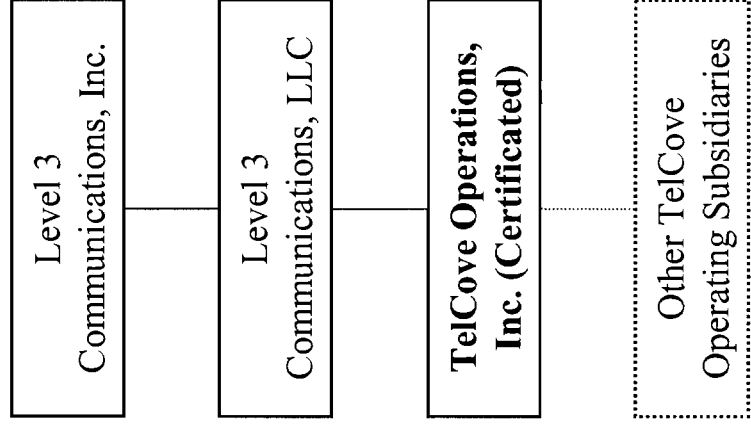 Level 3
Communications, Inc.
Level 3
Communications, LLC
TelCove Operations,
Inc. (Certificated)
Other TelCove
Operating Subsidiaries